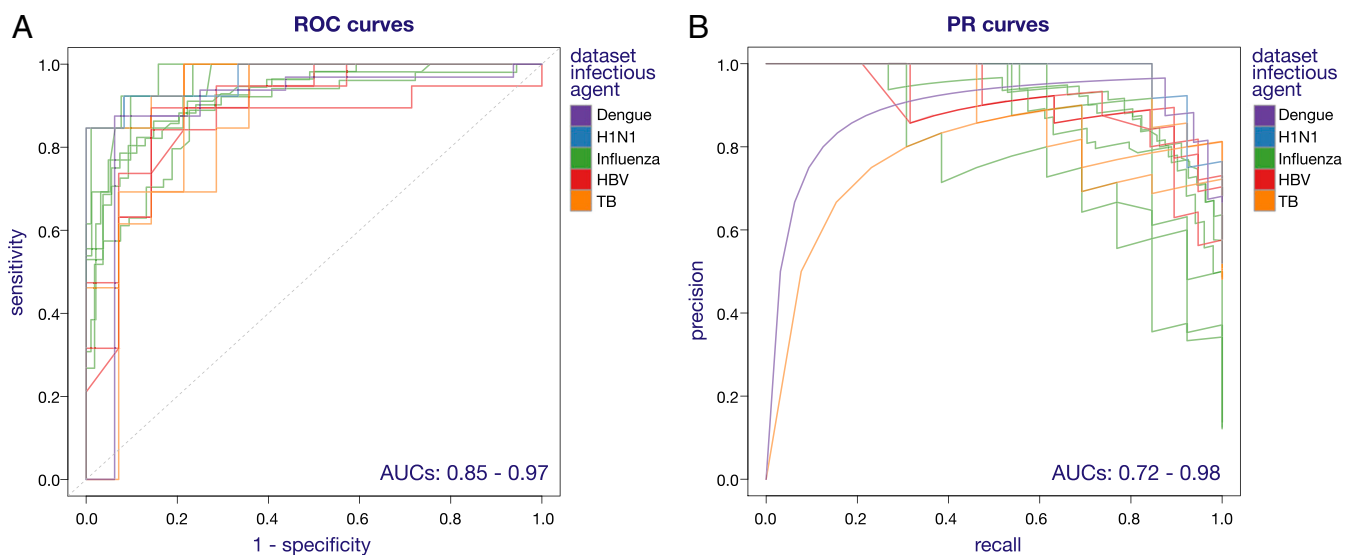 A
ROC curves
sensitivity
1.0
0.8
0.6
0.4
0.2
0.0
0.0 0.2 0.4 0.6 0.8 1.0
1 - specificity
AUCs: 0.85 - 0.97
dataset
infectious
agent
Dengue
H1N1
Influenza
HBV
TB
B
PR curves
precision
1.0
0.8
0.6
0.4
0.2
0.0
0.0 0.2 0.4 0.6 0.8 1.0
recall
AUCs: 0.72 - 0.98
dataset
infectious
agent
Dengue
H1N1
Influenza
HBV
TB